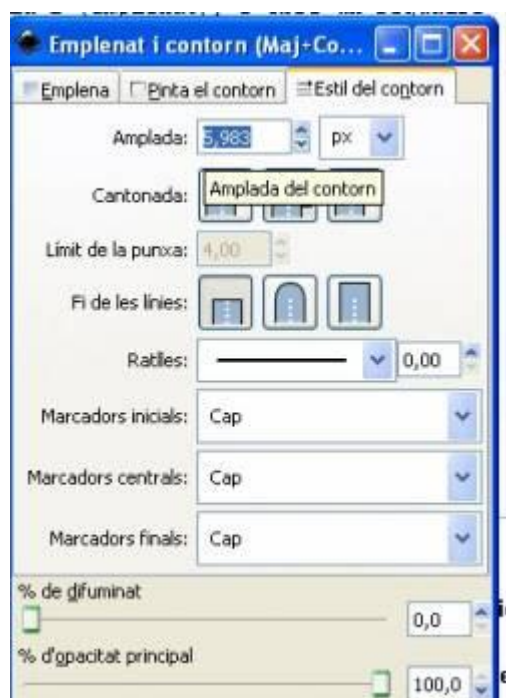 Emplenat i contorn (Maj+Co...
Emplena Pinta el contorn Estil del contorn
Amplada: 5,983 px
Cantonada: Amplada del contorn
Límit de la punxa: 4,00
Fi de les línies:
Ratlles: 0,00
Marcadors inicials: Cap
Marcadors centrals: Cap
Marcadors finals: Cap
% de difuminat
0,0
% d'opacitat principal
100,0